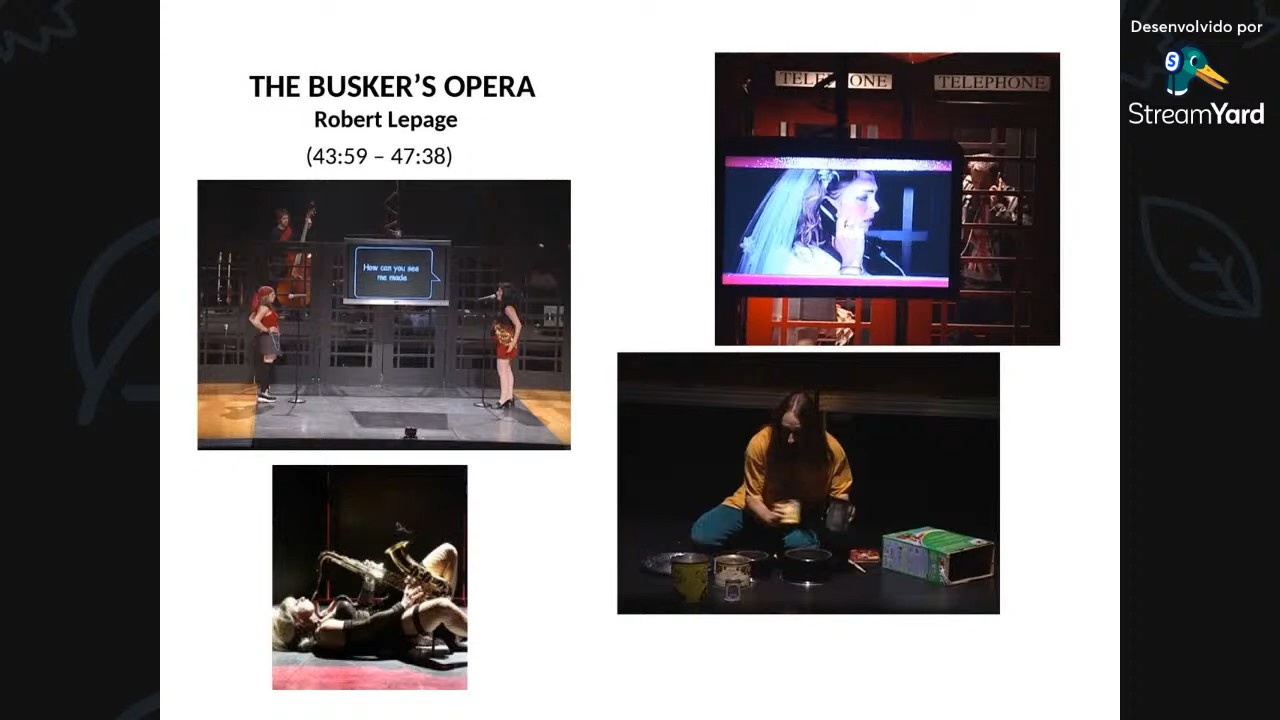 THE BUSKER’S OPERA
Robert Lepage
(43:59 – 47:38)
How can you see
me made
TELEPHONE
TELEPHONE
Desenvolvido por
StreamYard